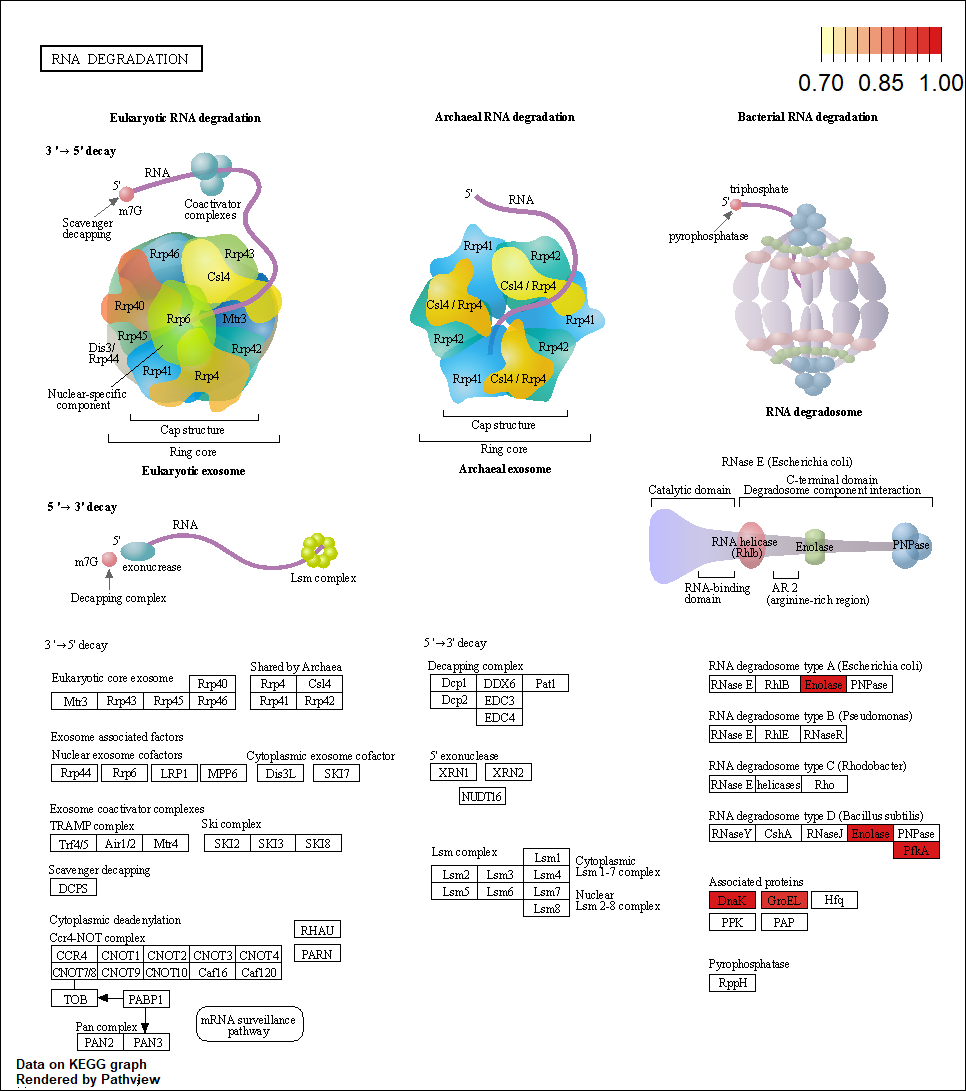 RNA DEGRADATION
0.70 0.85 1.00
Eukaryotic RNA degradation
3 '→ 5' decay
RNA
5'
m7G
Scavenger
decapping
Coactivator
complexes
Rrp46
Rrp43
Csl4
Rrp40
Rrp6
Mtr3
Rrp45
Dis3/
Rrp44
Rrp42
Rrp41
Rrp4
Nuclear-specific
component
Cap structure
Ring core
Eukaryotic exosome
Archaeal RNA degradation
5'
RNA
Rrp41
Rrp42
Csl4 / Rrp4
Csl4 / Rrp4
Rrp41
Rrp42
Rrp42
Rrp41
Csl4 / Rrp4
Cap structure
Ring core
Archaeal exosome
Bacterial RNA degradation
triphosphate
5'
pyrophosphatase
RNA degradosome
5 '→ 3' decay
RNA
5'
m7G
exonucrease
Decapping complex
Lsm complex
RNase E (Escherichia coli)
C-terminal domain
Catalytic domain
Degradosome component interaction
RNA helicase
(Rhlb)
Enolase
PNPase
RNA-binding
domain
AR 2
(arginine-rich region)
3 '→5' decay
Eukaryotic core exosome
Rrp40
Mtr3 Rrp43 Rrp45 Rrp46
Shared by Archaea
Rrp4 Csl4
Rrp41 Rrp42
Exosome associated factors
Nuclear exosome cofactors
Rrp44 Rrp6 LRP1 MPP6
Cytoplasmic exosome cofactor
Dis3L SKI7
Exosome coactivator complexes
TRAMP complex
Trf4/5 Air1/2 Mtr4
Ski complex
SKI2 SKI3 SKI8
Scavenger decapping
DCPS
Cytoplasmic deadenylation
Ccr4-NOT complex
CCR4 CNOT1 CNOT2 CNOT3 CNOT4
CNOT7/8 CNOT9 CNOT10 Caf16 Caf120
RHAU
PARN
TOB PABP1
Pan complex
PAN2 PAN3
mRNA surveillance
pathway
5 '→3' decay
Decapping complex
Dcp1 DDX6 Pat1
Dcp2 EDC3
EDC4
5' exonuclease
XRN1 XRN2
NUDT16
Lsm complex
Lsm1
Lsm2 Lsm3 Lsm4
Lsm5 Lsm6 Lsm7
Lsm8
Cytoplasmic
Lsm 1-7 complex
Nuclear
Lsm 2-8 complex
RNA degradosome type A (Escherichia coli)
RNase E RhlB Enolase PNPase
RNA degradosome type B (Pseudomonas)
RNase E RhlE RNaseR
RNA degradosome type C (Rhodobacter)
RNase E helicases Rho
RNA degradosome type D (Bacillus subtilis)
RNaseY CshA RNaseJ Enolase PNPase
PfkA
Associated proteins
DnaK GroEL Hfq
PPK PAP
Pyrophosphatase
RppH
Data on KEGG graph
Rendered by Pathview